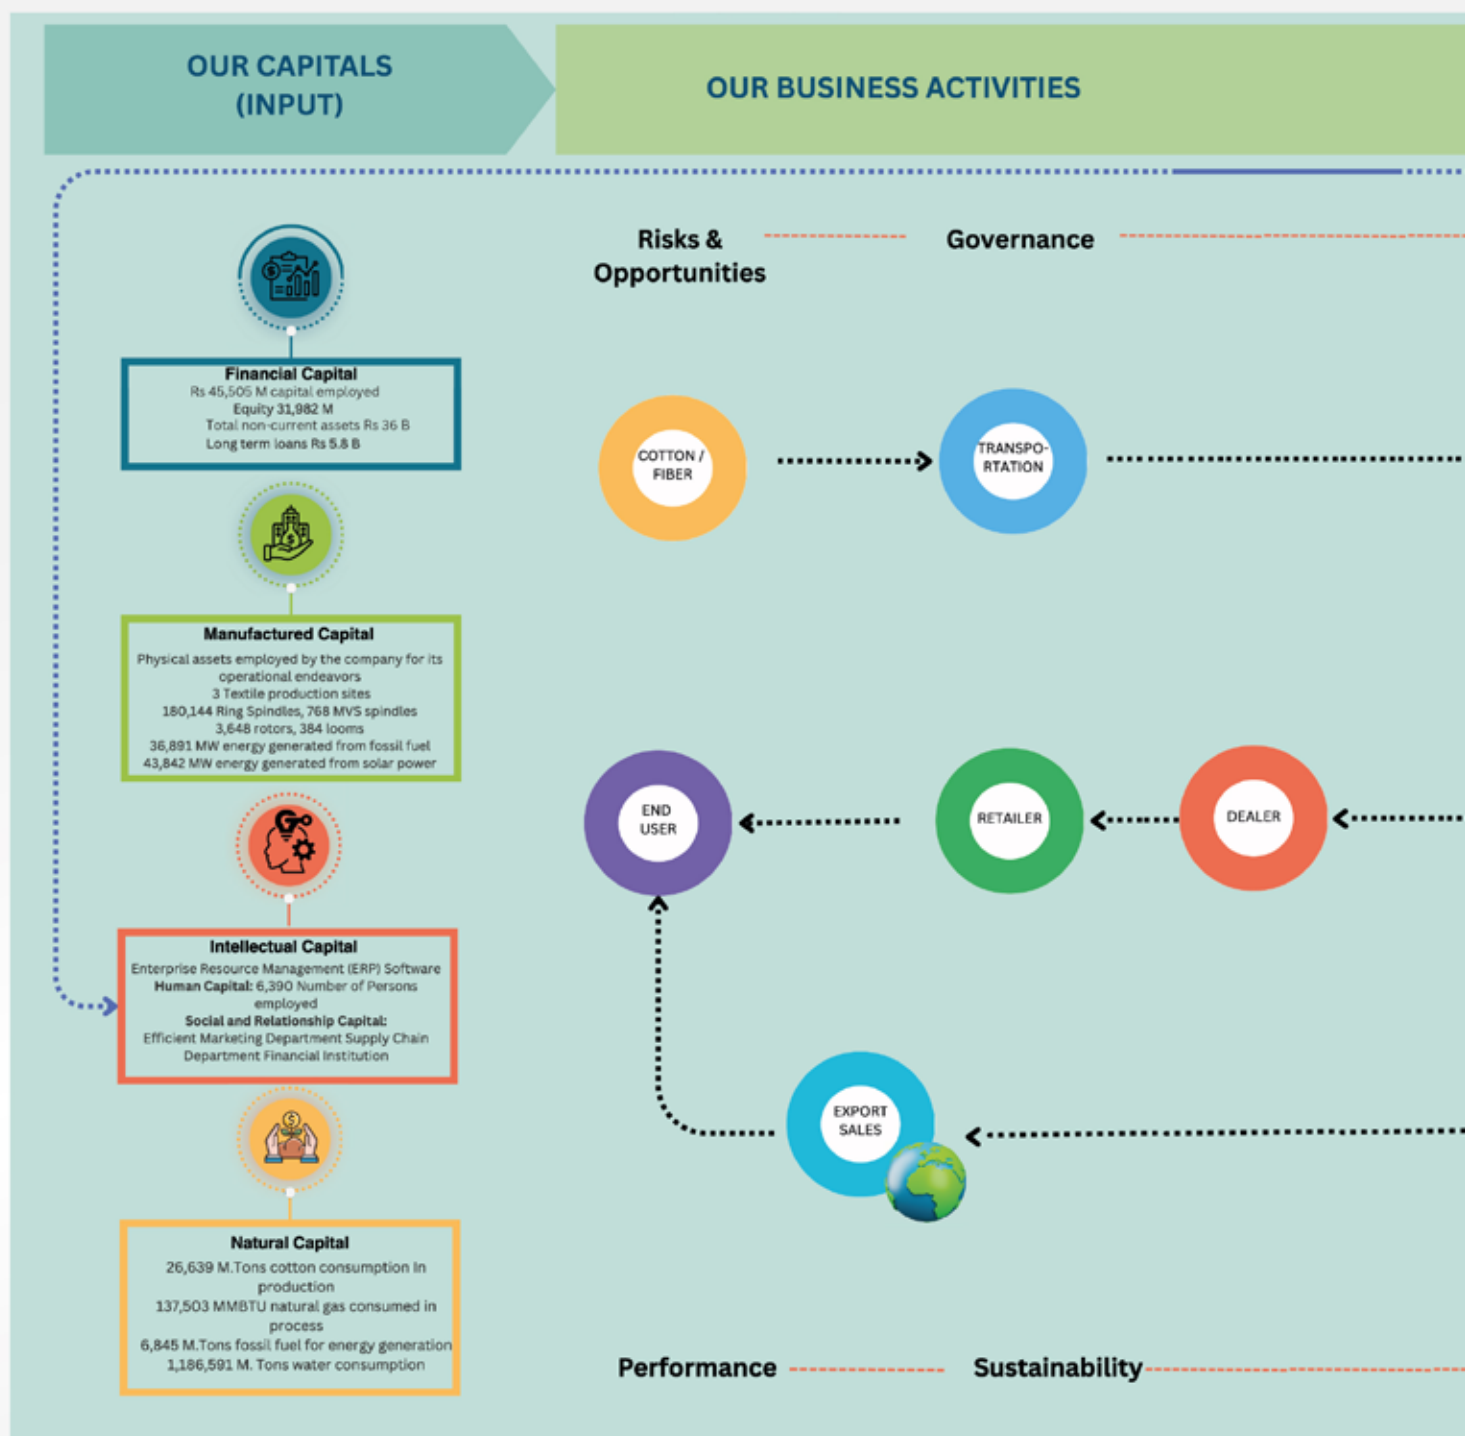 OUR CAPITALS
(INPUT)
OUR BUSINESS ACTIVITIES
Risks &
Opportunities
Governance
Financial Capital
Rs 45,505 M capital employed
Equity 31,982 M
Total non-current assets Rs 36 B
Long term loans Rs 5.8 B
COTTON /
FIBER
TRANSPO-
RTATION
Manufactured Capital
Physical assets employed by the company for its
operational endeavors
3 Textile production sites
180,144 Ring Spindles, 768 MVS spindles
3,648 rotors, 384 looms
36,891 MW energy generated from fossil fuel
43,842 MW energy generated from solar power
END
USER
RETAILER
DEALER
Intellectual Capital
Enterprise Resource Management (ERP) Software
Human Capital: 6,390 Number of Persons
employed
Social and Relationship Capital:
Efficient Marketing Department Supply Chain
Department Financial Institution
EXPORT
SALES
Natural Capital
26,639 M.Tons cotton consumption In
production
137,503 MMBTU natural gas consumed in
process
6,845 M.Tons fossil fuel for energy generation
1,186,591 M. Tons water consumption
Performance
Sustainability